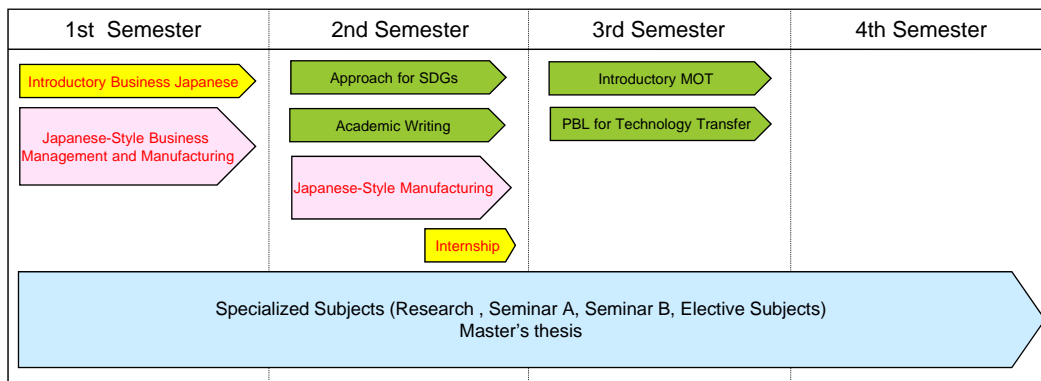 1st Semester
2nd Semester
3rd Semester
4th Semester
Introductory Business Japanese
Japanese-Style Business
Management and Manufacturing
Approach for SDGs
Academic Writing
Japanese-Style Manufacturing
Internship
Introductory MOT
PBL for Technology Transfer
Specialized Subjects (Research , Seminar A, Seminar B, Elective Subjects)
Master's thesis